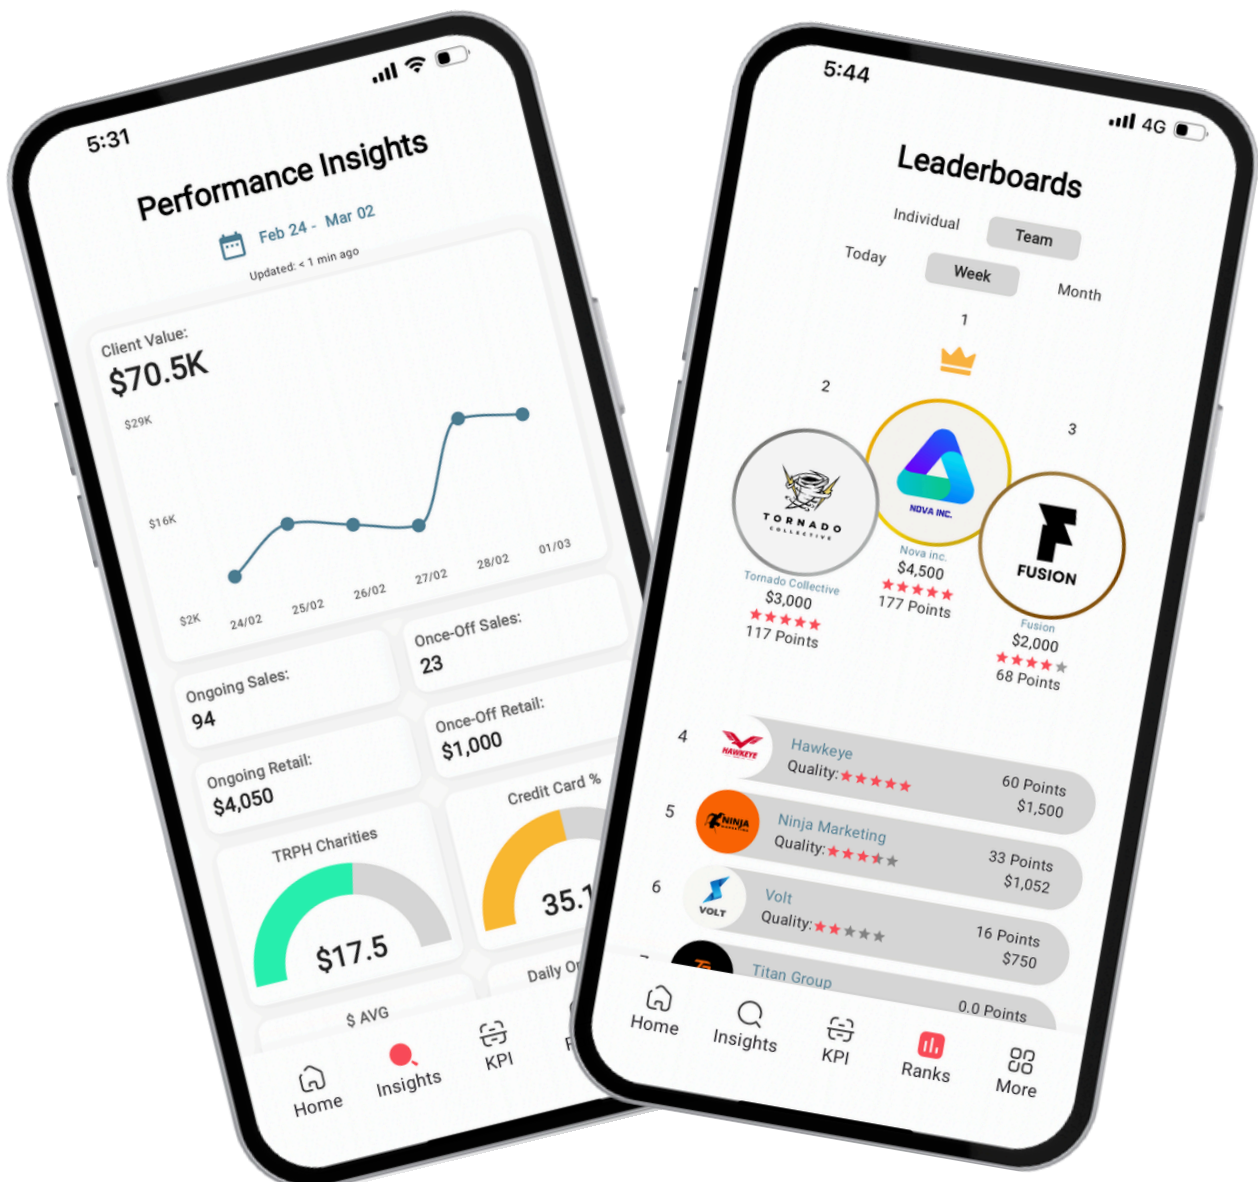 5:31
Performance Insights
Feb 24 - Mar 02
Updated: < 1 min ago
Client Value:
$70.5K
$29K
$16K
$2K
24/02
25/02
26/02
27/02
28/02
01/03
Ongoing Sales:
94
Once-Off Sales:
23
Ongoing Retail:
$4,050
Once-Off Retail:
$1,000
TRPH Charities
$17.5
Credit Card %
35.1
$ AVG
Daily
Home
Insights
KPI
5:44
4G
Leaderboards
Individual
Team
Today
Week
Month
1
2
3
TORNADO
COLLECTIVE
NOVA INC.
FUSION
Tornado Collective
$3,000
117 Points
Nova inc.
$4,500
177 Points
Fusion
$2,000
68 Points
4
HAWKEYE
Hawkeye
Quality:
60 Points
$1,500
5
NINJA
Ninja Marketing
Quality:
33 Points
$1,052
6
VOLT
Volt
Quality:
16 Points
$750
Titan Group
0.0 Points
Home
Insights
KPI
Ranks
More